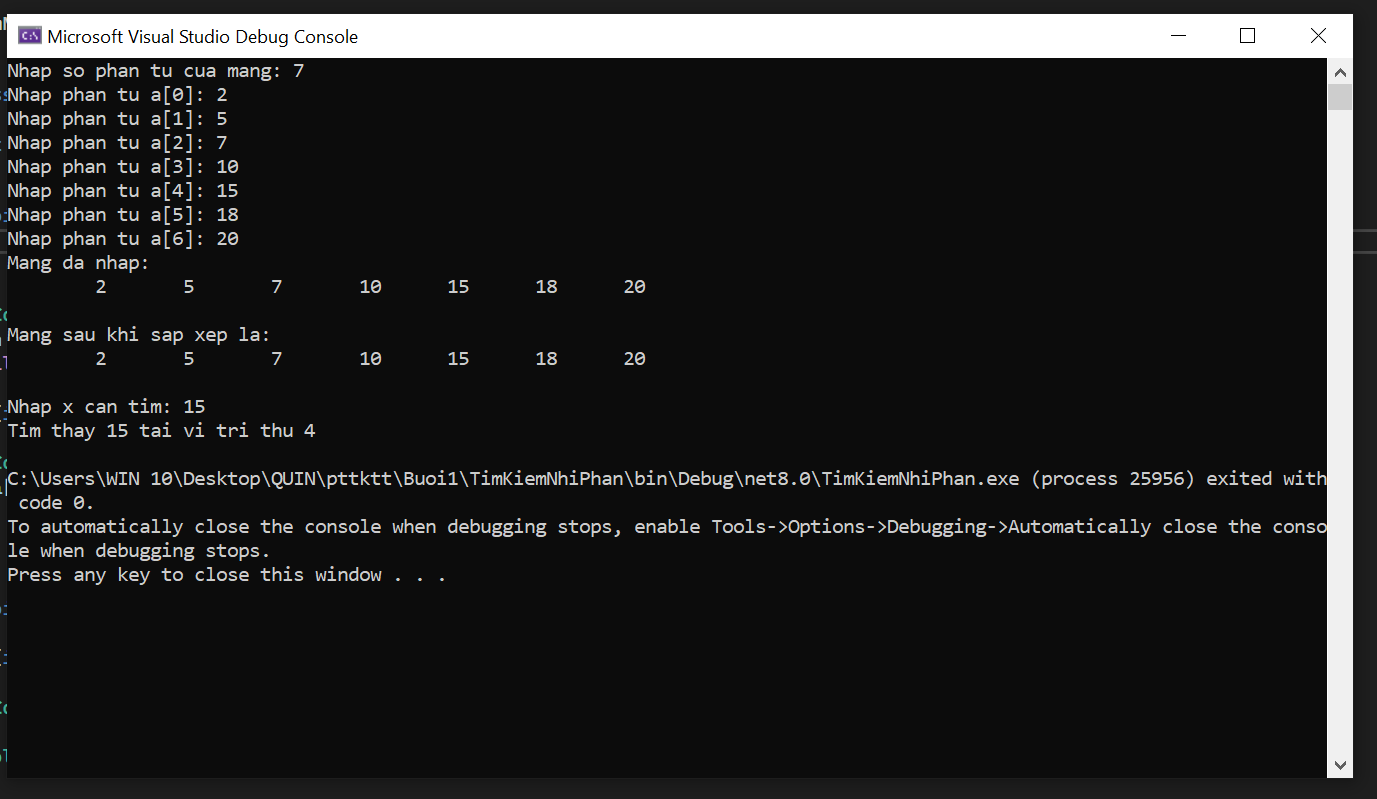 Microsoft Visual Studio Debug Console
Nhap so phan tu cua mang: 7
Nhap phan tu a[0]: 2
Nhap phan tu a[1]: 5
Nhap phan tu a[2]: 7
Nhap phan tu a[3]: 10
Nhap phan tu a[4]: 15
Nhap phan tu a[5]: 18
Nhap phan tu a[6]: 20
Mang da nhap:
2 5 7 10 15 18 20
Mang sau khi sap xep la:
2 5 7 10 15 18 20
Nhap x can tim: 15
Tim thay 15 tai vi tri thu 4
C:\Users\WIN 10\Desktop\QUIN\pttktt\Buoi1\TimKiemNhiPhan\bin\Debug\net8.0\TimKiemNhiPhan.exe (process 25956) exited with
code 0.
To automatically close the console when debugging stops, enable Tools->Options->Debugging->Automatically close the conso
le when debugging stops.
Press any key to close this window . . .